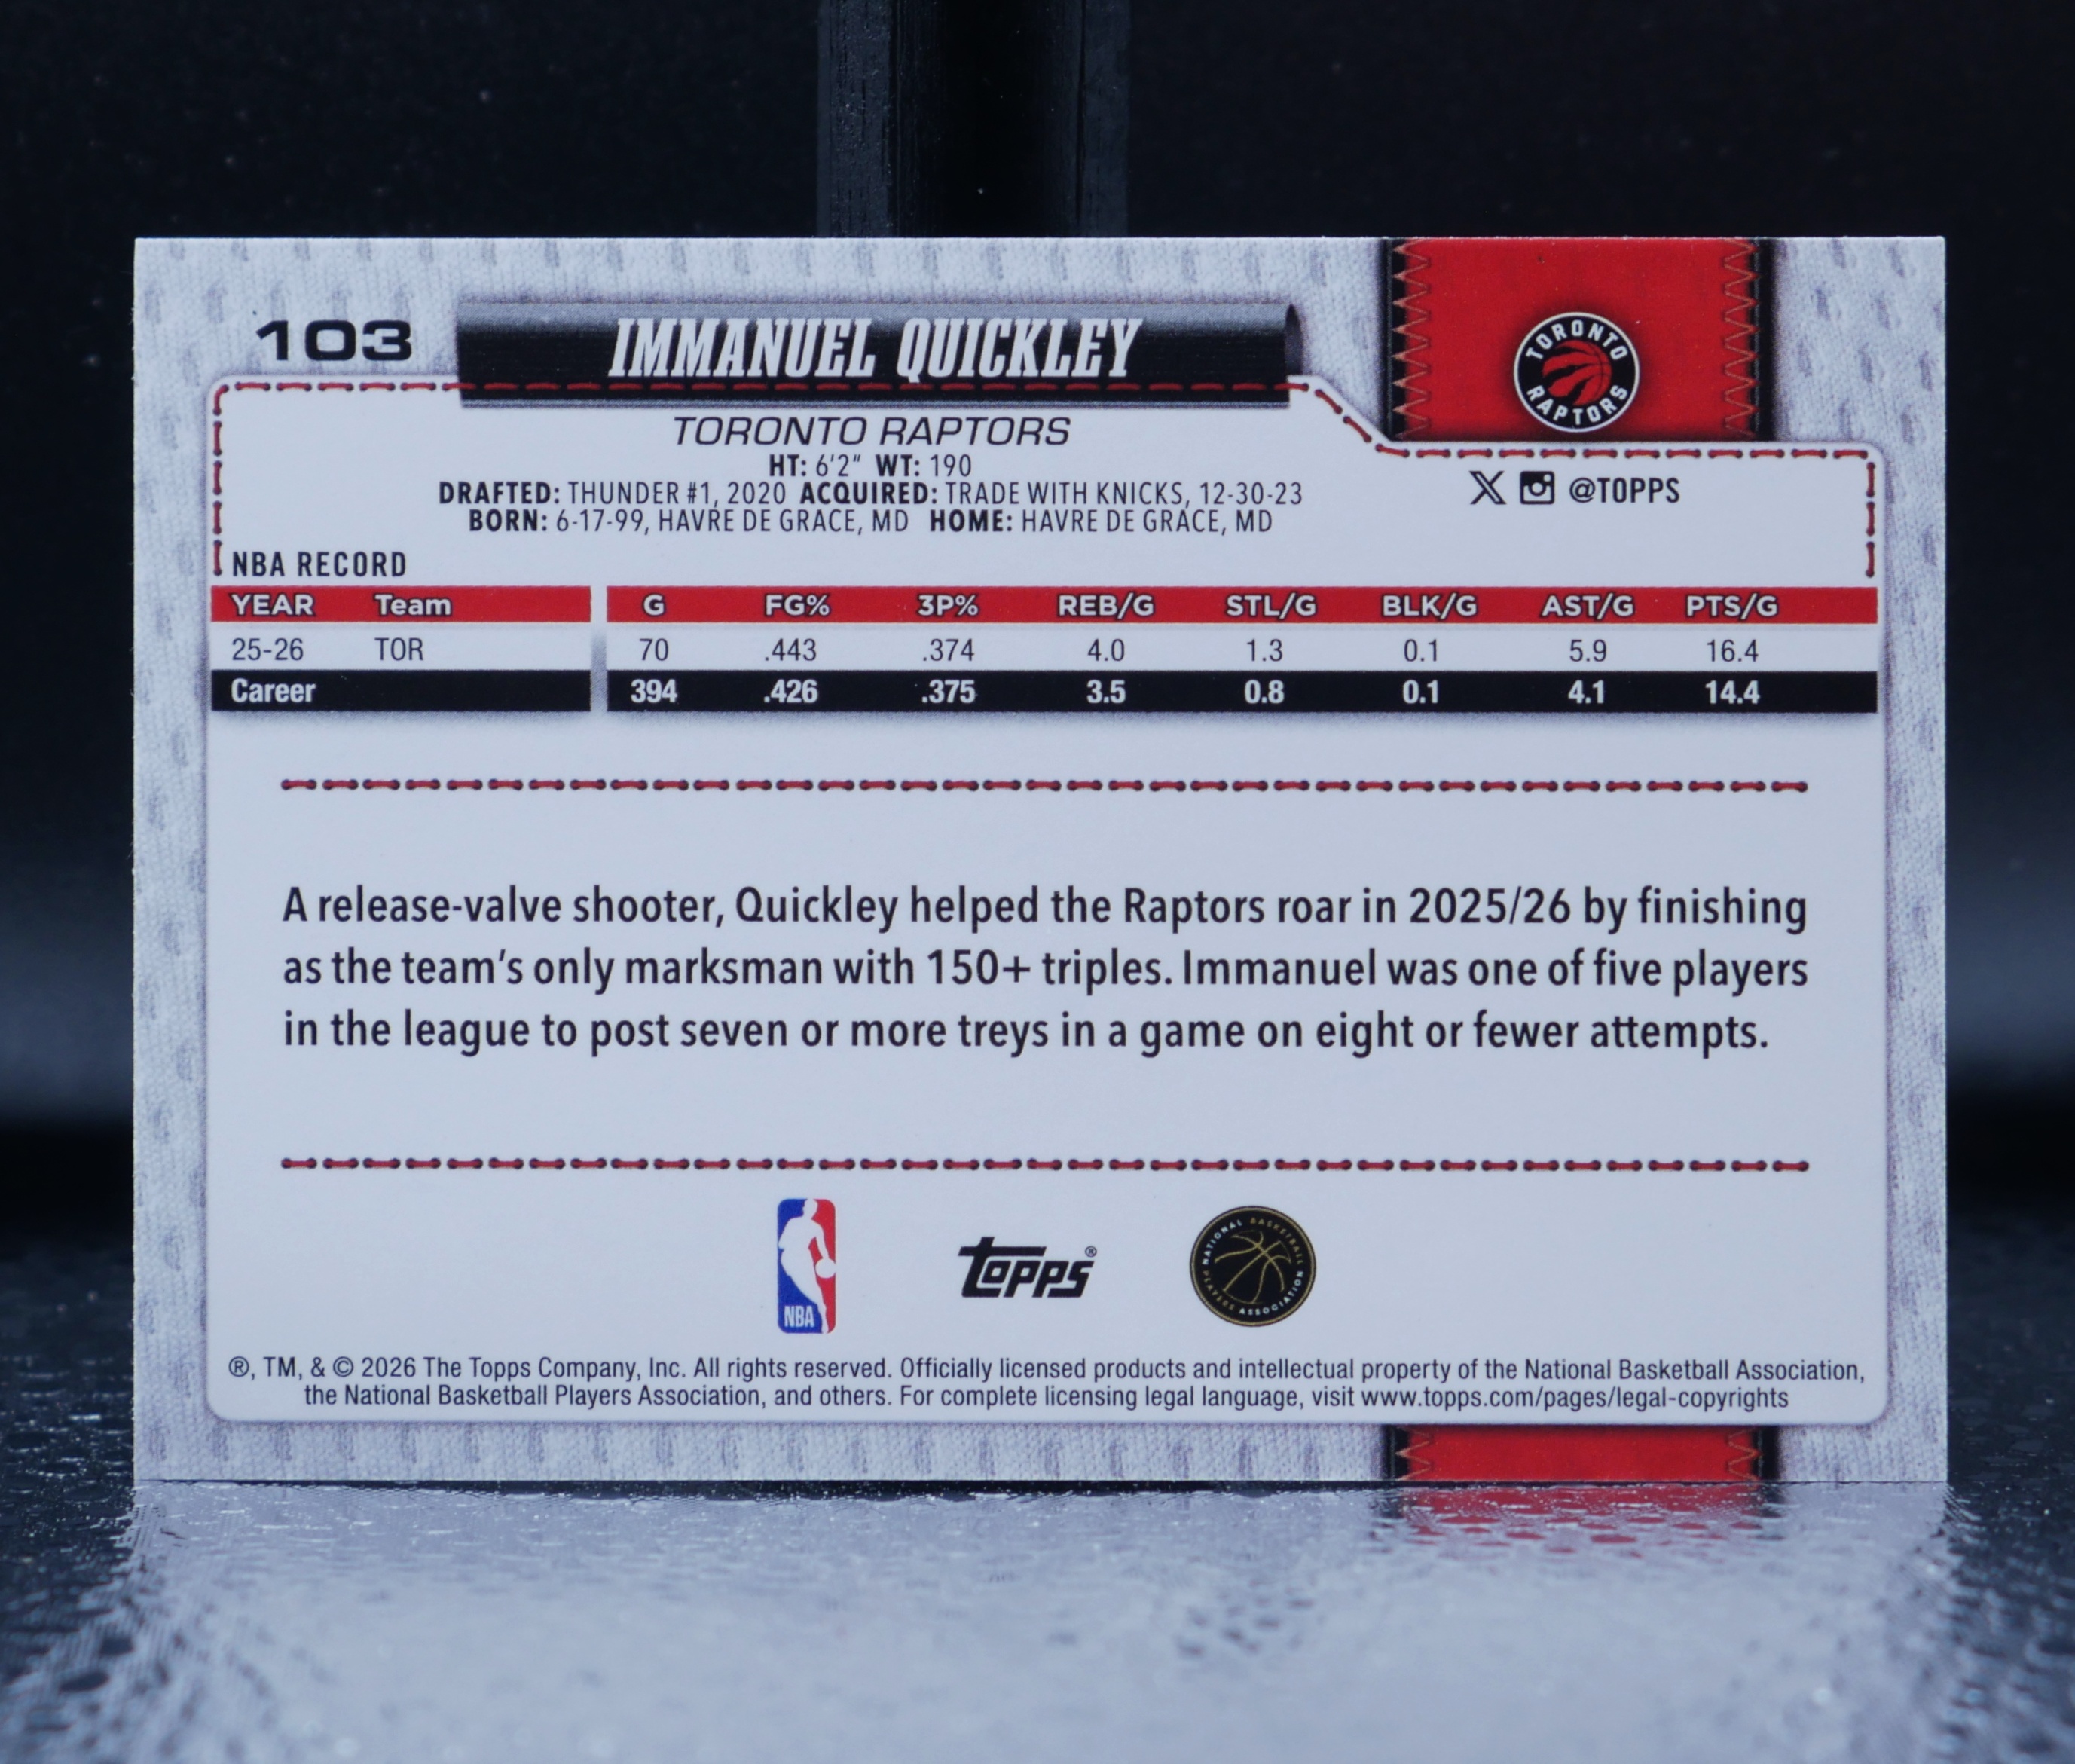 103
IMMANUEL QUICKLEY
TORONTO RAPTORS
TORONTO RAPTORS
HT: 6'2" WT: 190
DRAFTED: THUNDER #1, 2020 ACQUIRED: TRADE WITH KNICKS, 12-30-23
BORN: 6-17-99, HAVRE DE GRACE, MD HOME: HAVRE DE GRACE, MD
@TOPPS
NBA RECORD
YEAR Team G FG% 3P% REB/G STL/G BLK/G AST/G PTS/G
25-26 TOR 70 .443 .374 4.0 1.3 0.1 5.9 16.4
Career 394 .426 .375 3.5 0.8 0.1 4.1 14.4
A release-valve shooter, Quickley helped the Raptors roar in 2025/26 by finishing
as the team's only marksman with 150+ triples. Immanuel was one of five players
in the league to post seven or more treys in a game on eight or fewer attempts.
NBA
topps®
NATIONAL BASKETBALL PLAYERS ASSOCIATION
®, TM, & © 2026 The Topps Company, Inc. All rights reserved. Officially licensed products and intellectual property of the National Basketball Association,
the National Basketball Players Association, and others. For complete licensing legal language, visit www.topps.com/pages/legal-copyrights